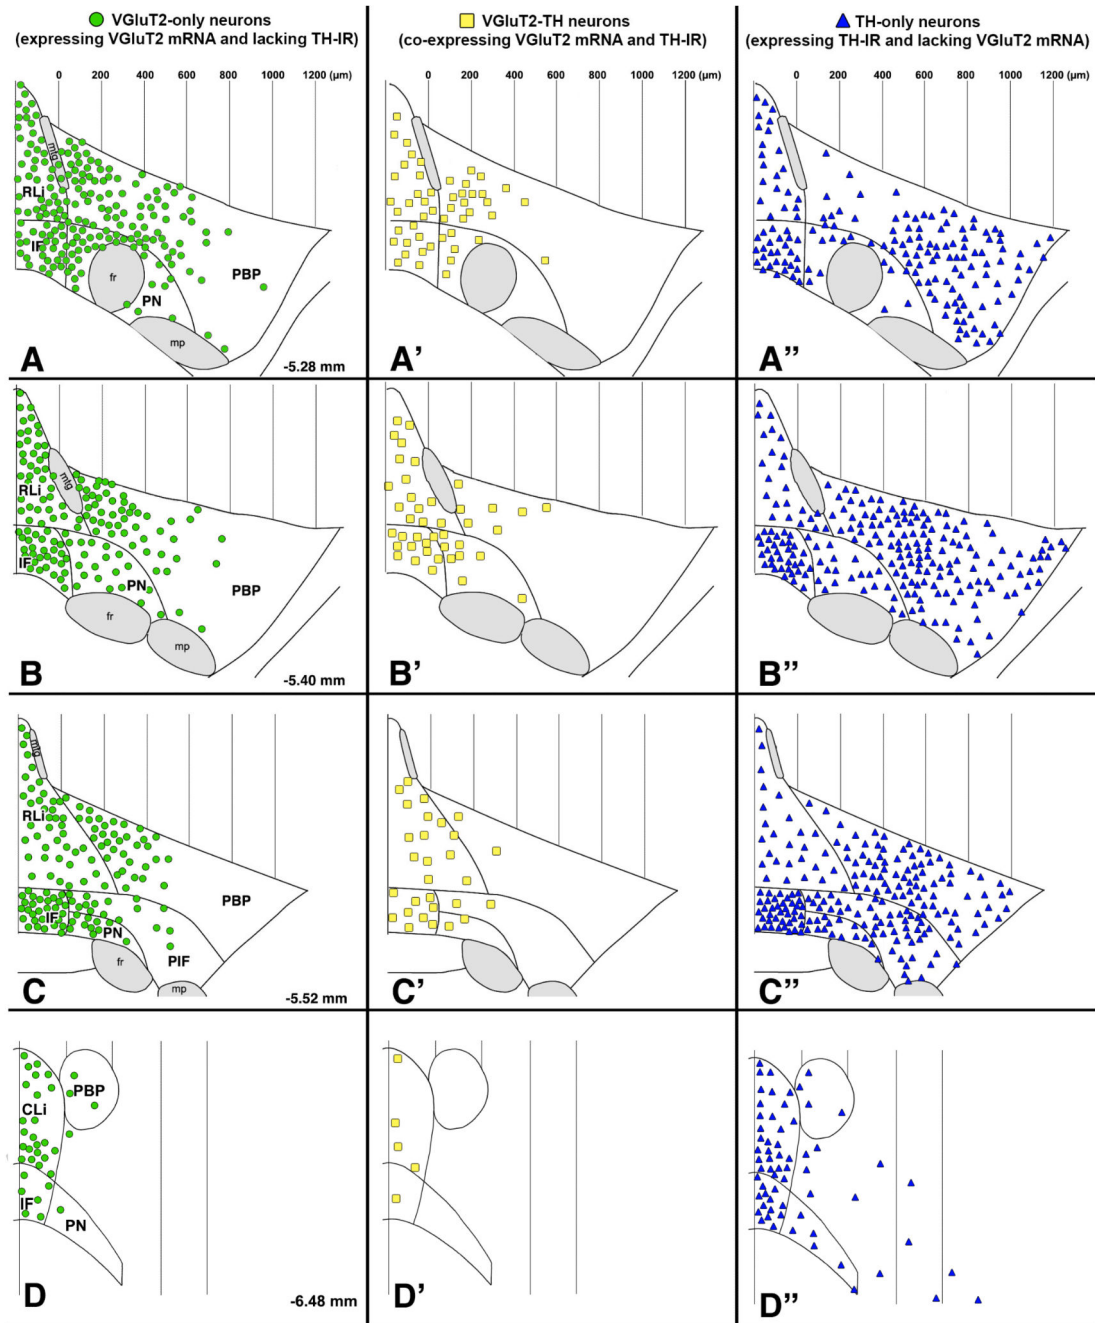 VGluT2-only neurons
(expressing VGluT2 mRNA and lacking TH-IR)
VGluT2-TH neurons
(co-expressing VGluT2 mRNA and TH-IR)
TH-only neurons
(expressing TH-IR and lacking VGluT2 mRNA)
0 200 400 600 800 1000 1200 (µm)
0 200 400 600 800 1000 1200 (µm)
0 200 400 600 800 1000 1200 (µm)
mtg
RLi
IF
fr
PBP
PN
mp
A
-5.28 mm
A'
A"
mtg
RLi
IF
PN
PBP
fr
mp
B
-5.40 mm
B'
B"
mtg
RLi
PBP
IF
PN
fr
PIF
mp
C
-5.52 mm
C'
C"
PBP
CLi
IF
PN
D
-6.48 mm
D'
D"